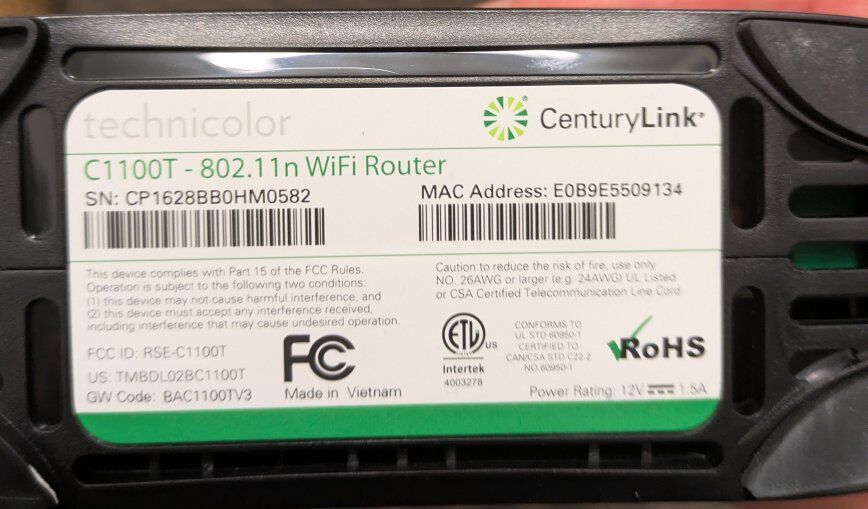 technicolor
CenturyLink®
C1100T - 802.11n WiFi Router
SN: CP1628BB0HM0582
MAC Address: E0B9E5509134
This device complies with Part 15 of the FCC Rules.
Operation is subject to the following two conditions:
(1) this device may not cause harmful interference, and
(2) this device must accept any interference received,
including interference that may cause undesired operation.
Caution: to reduce the risk of fire, use only
NO. 26AWG or larger (e.g. 24AWG) UL Listed
or CSA Certified Telecommunication Line Cord
FCC ID: RSE-C1100T
US: TMBDL02BC1100T
GW Code: BAC1100TV3
FC
Made in Vietnam
ETL
US
Intertek
4003278
CONFORMS TO
UL STD 60950-1
CERTIFIED TO
CAN/CSA STD C22.2
NO.60950-1
RoHS
Power Rating: 12V 1.5A